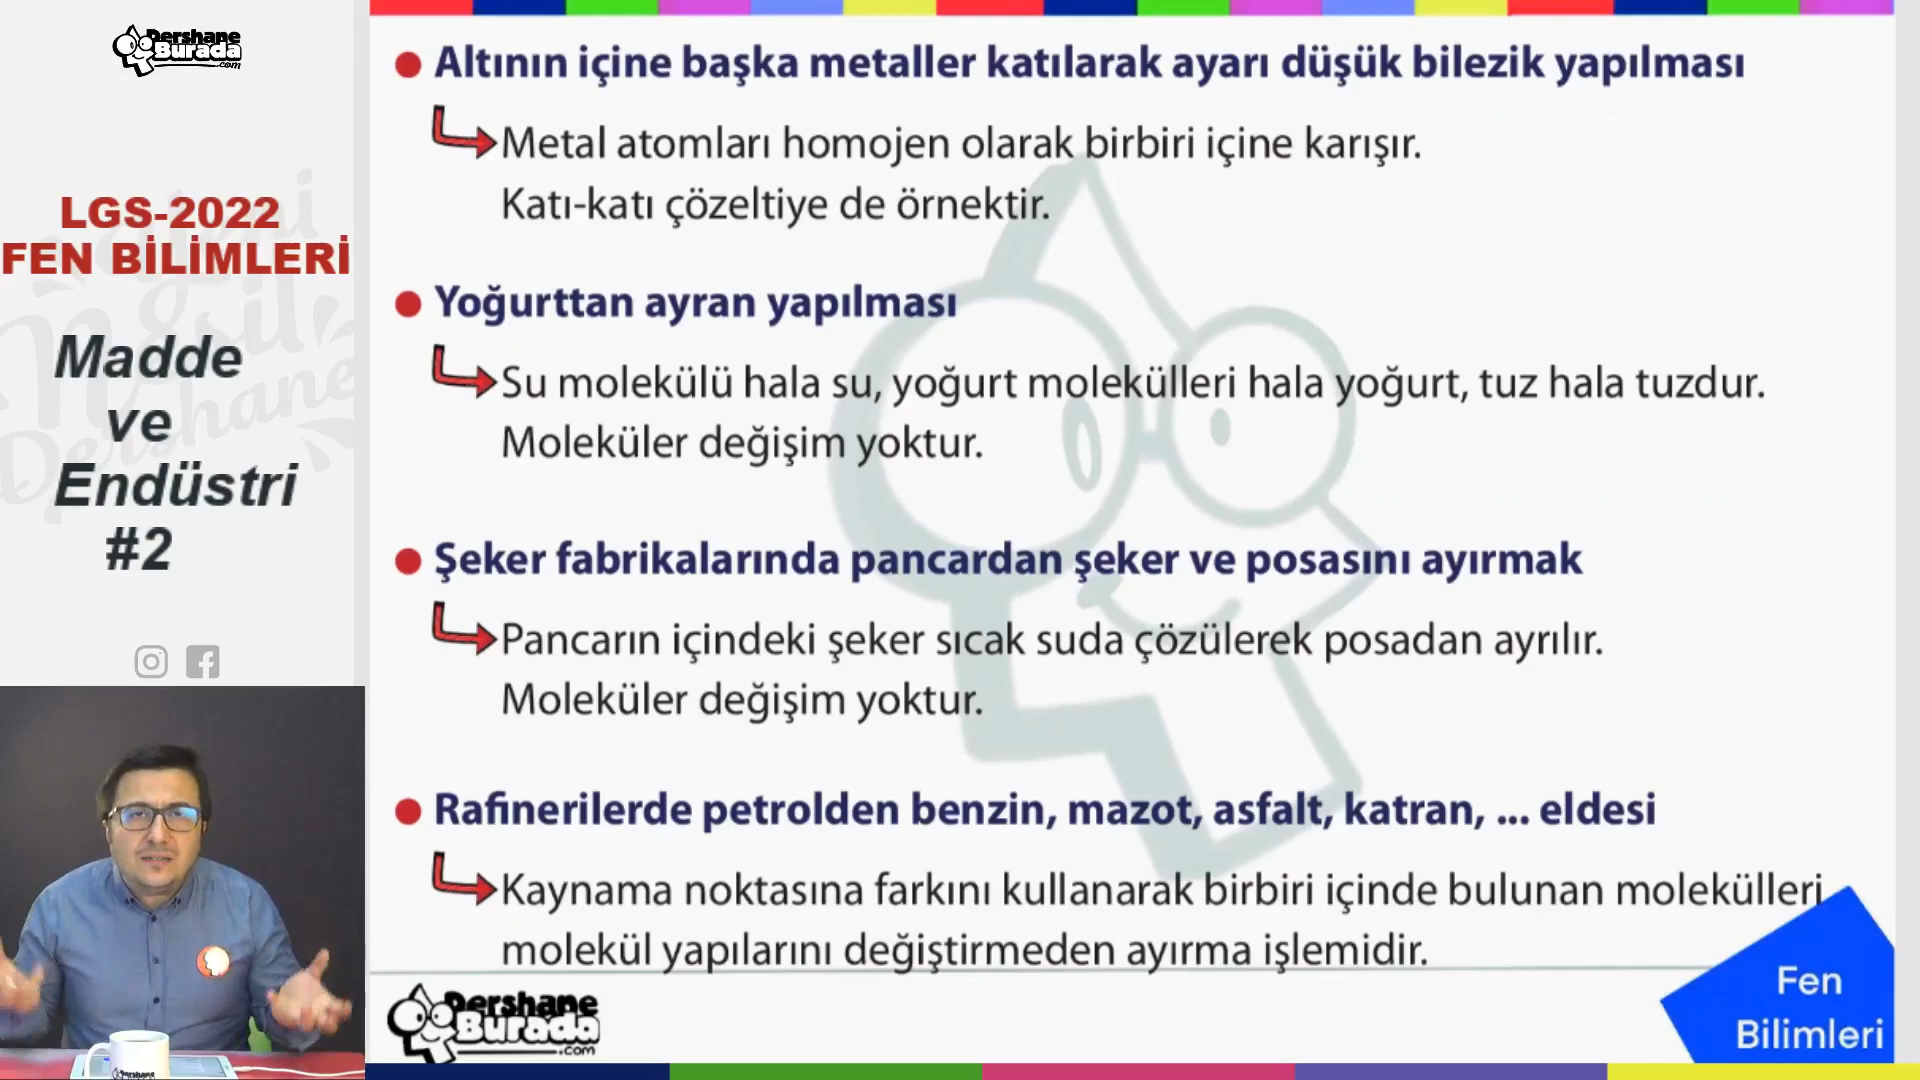 Dershane
Burada
.com
LGS-2022
FEN BİLİMLERİ
Madde
ve
Endüstri
#2
• Altının içine başka metaller katılarak ayarı düşük bilezik yapılması
Metal atomları homojen olarak birbiri içine karışır.
Katı-katı çözeltiye de örnektir.
• Yoğurttan ayran yapılması
Su molekülü hala su, yoğurt molekülleri hala yoğurt, tuz hala tuzdur.
Moleküler değişim yoktur.
• Şeker fabrikalarında pancardan şeker ve posasını ayırmak
Pancarın içindeki şeker sıcak suda çözülerek posadan ayrılır.
Moleküler değişim yoktur.
• Rafinerilerde petrolden benzin, mazot, asfalt, katran, ... eldesi
Kaynama noktasına farkını kullanarak birbiri içinde bulunan molekülleri
molekül yapılarını değiştirmeden ayırma işlemidir.
Dershane
Burada
.com
Fen
Bilimleri